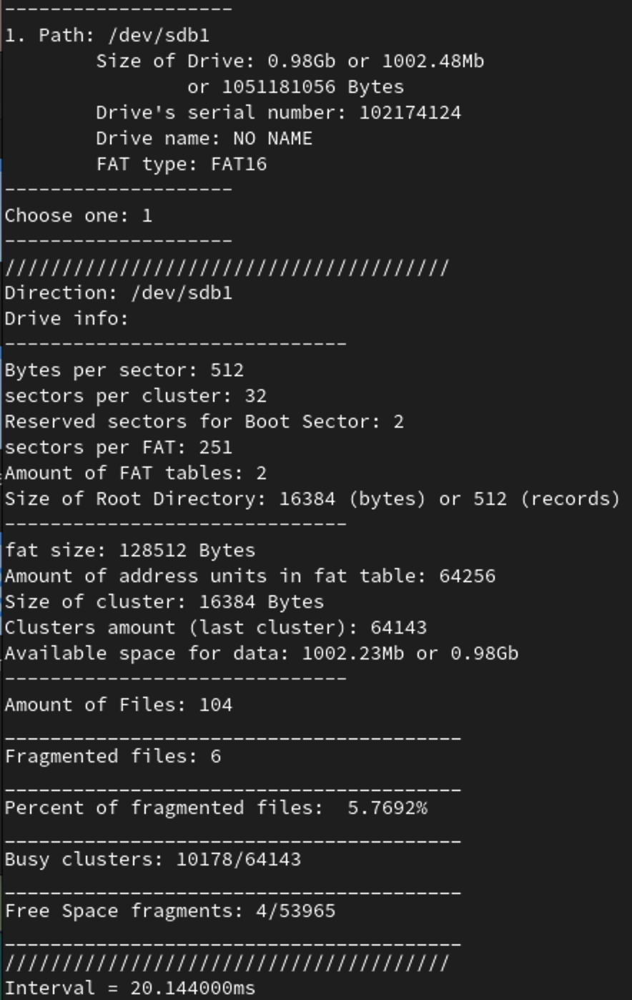 --------------------
1. Path: /dev/sdb1
Size of Drive: 0.98Gb or 1002.48Mb
or 1051181056 Bytes
Drive's serial number: 102174124
Drive name: NO NAME
FAT type: FAT16
--------------------
Choose one: 1
--------------------
///////////////////////////////////////
Direction: /dev/sdb1
Drive info:
------------------------------
Bytes per sector: 512
sectors per cluster: 32
Reserved sectors for Boot Sector: 2
sectors per FAT: 251
Amount of FAT tables: 2
Size of Root Directory: 16384 (bytes) or 512 (records)
------------------------------
fat size: 128512 Bytes
Amount of address units in fat table: 64256
Size of cluster: 16384 Bytes
Clusters amount (last cluster): 64143
Available space for data: 1002.23Mb or 0.98Gb
------------------------------
Amount of Files: 104
________________________________________
Fragmented files: 6
________________________________________
Percent of fragmented files:  5.7692%
________________________________________
Busy clusters: 10178/64143
________________________________________
Free Space fragments: 4/53965
________________________________________
///////////////////////////////////////
Interval = 20.144000ms